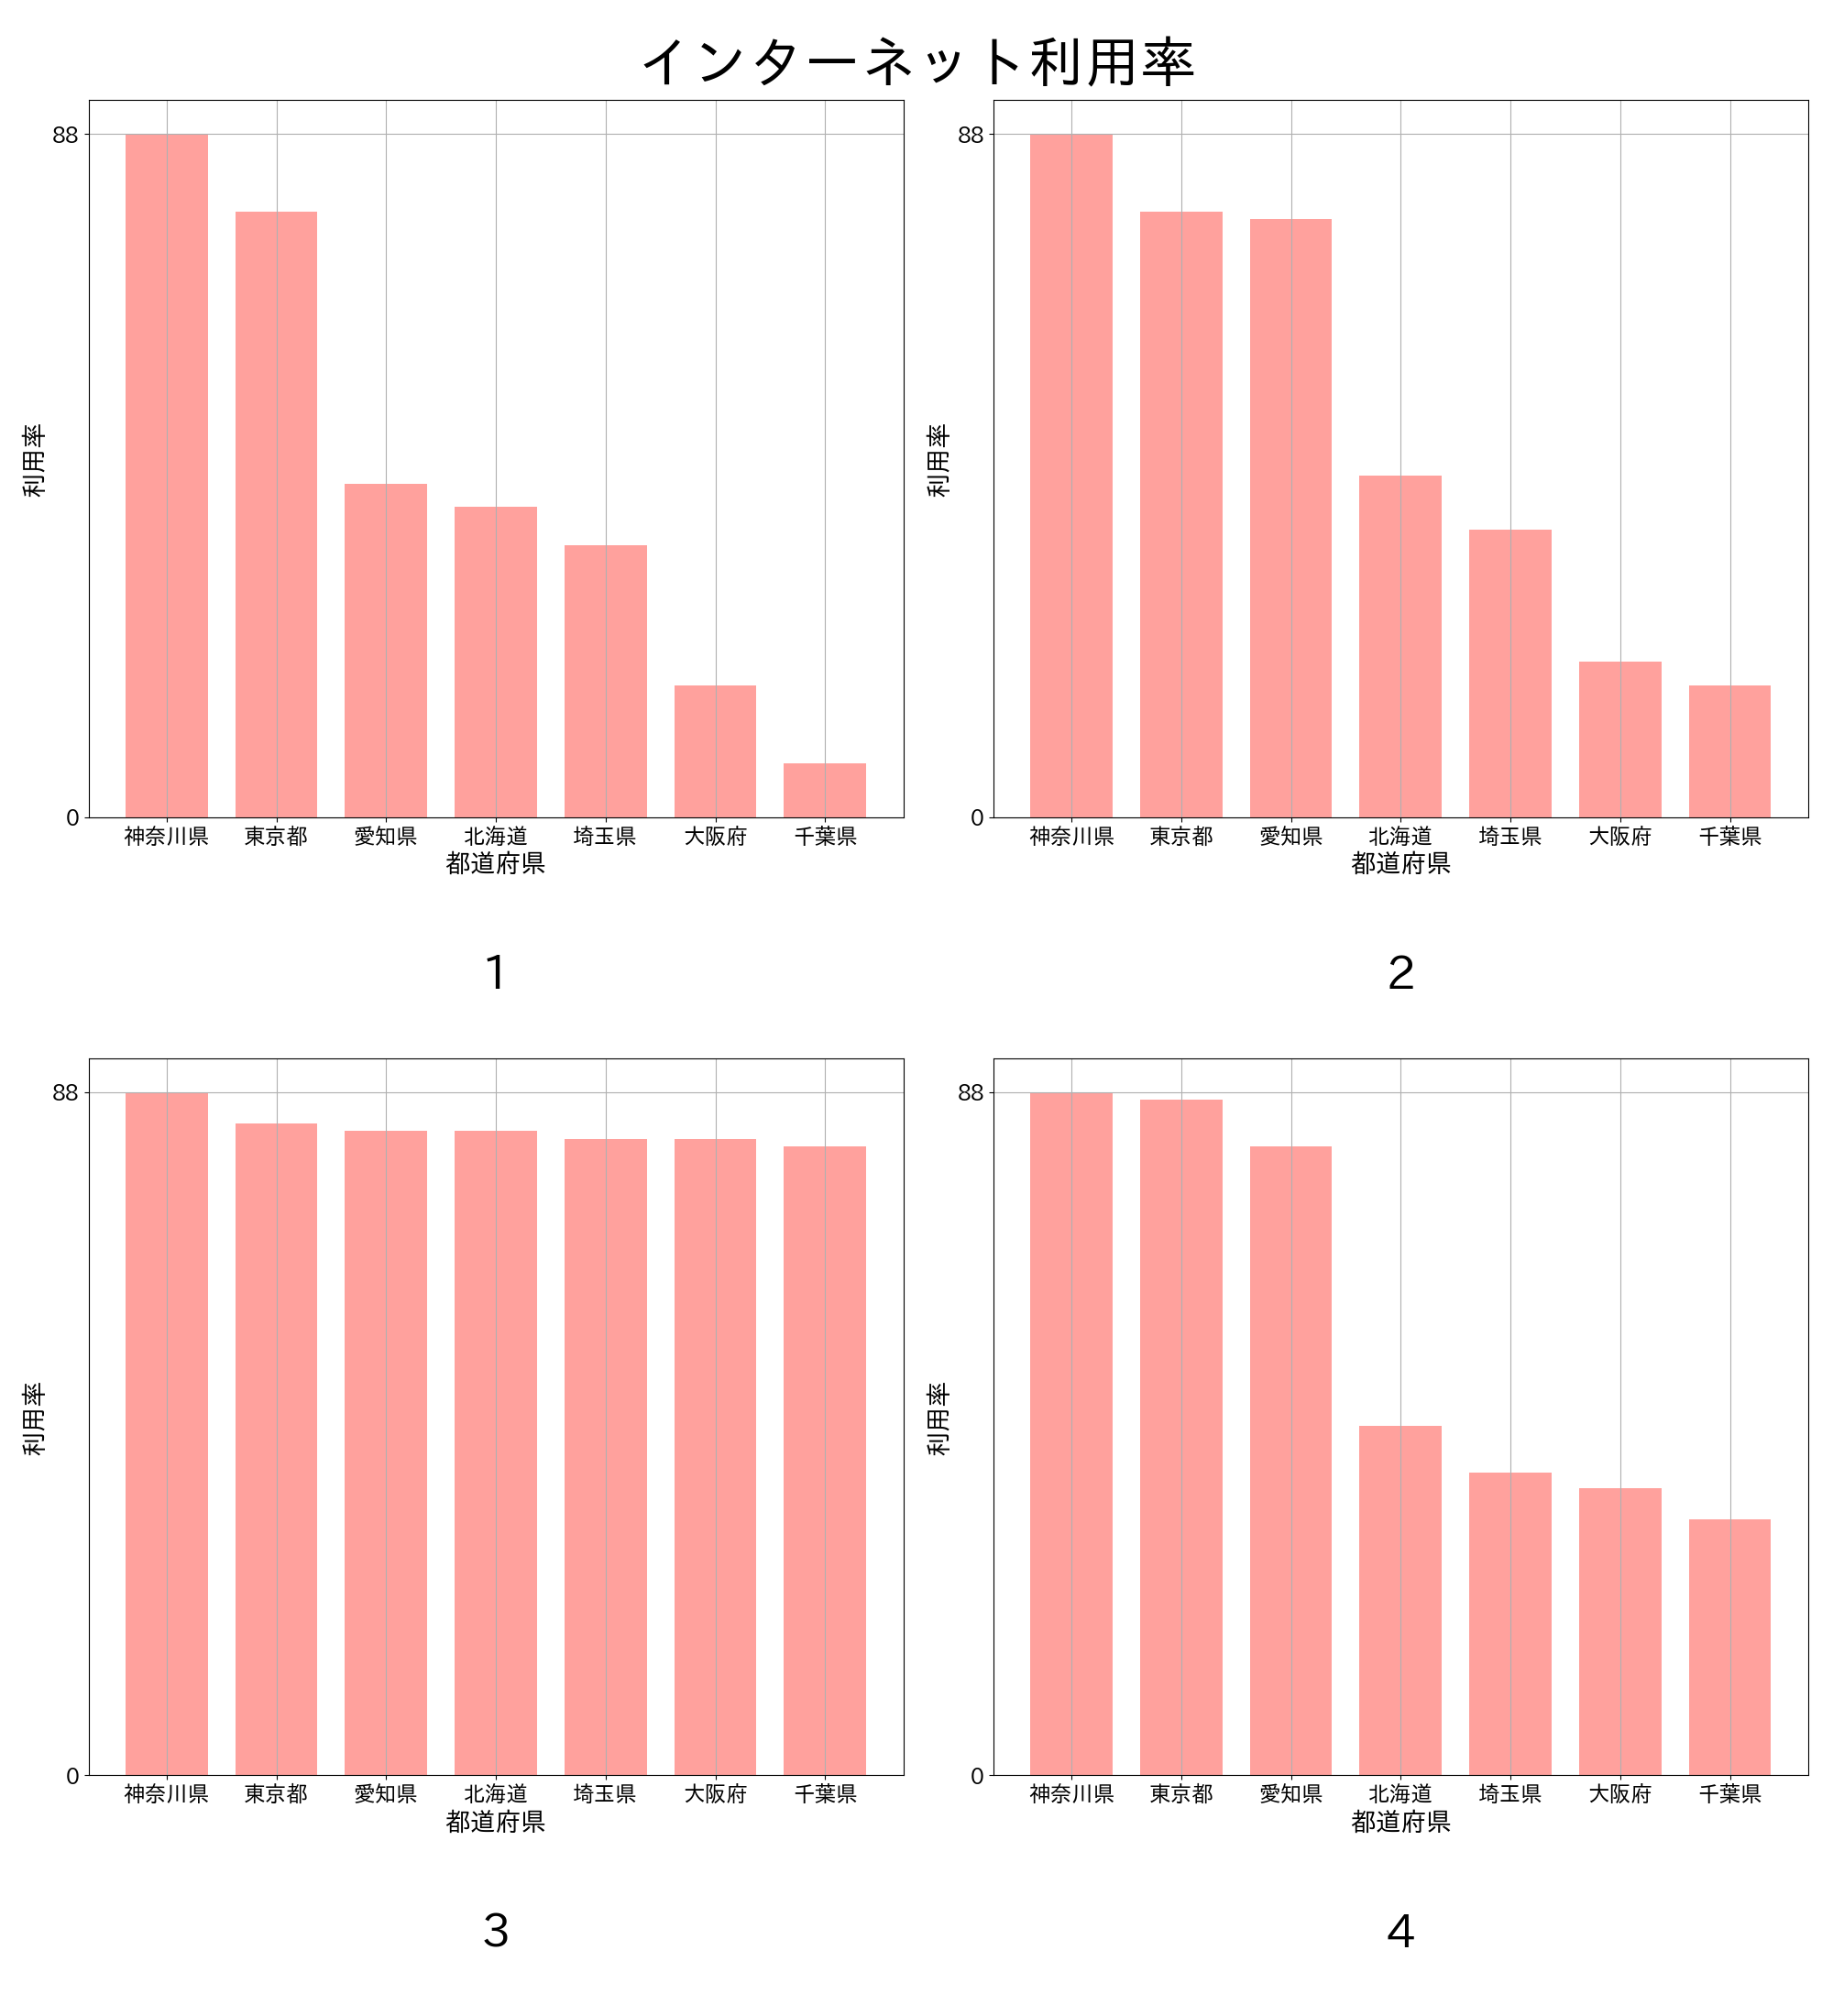 インターネット利用率
88
0
利用率
神奈川県 東京都 愛知県 北海道 埼玉県 大阪府 千葉県
都道府県
1
88
0
利用率
神奈川県 東京都 愛知県 北海道 埼玉県 大阪府 千葉県
都道府県
2
88
0
利用率
神奈川県 東京都 愛知県 北海道 埼玉県 大阪府 千葉県
都道府県
3
88
0
利用率
神奈川県 東京都 愛知県 北海道 埼玉県 大阪府 千葉県
都道府県
4